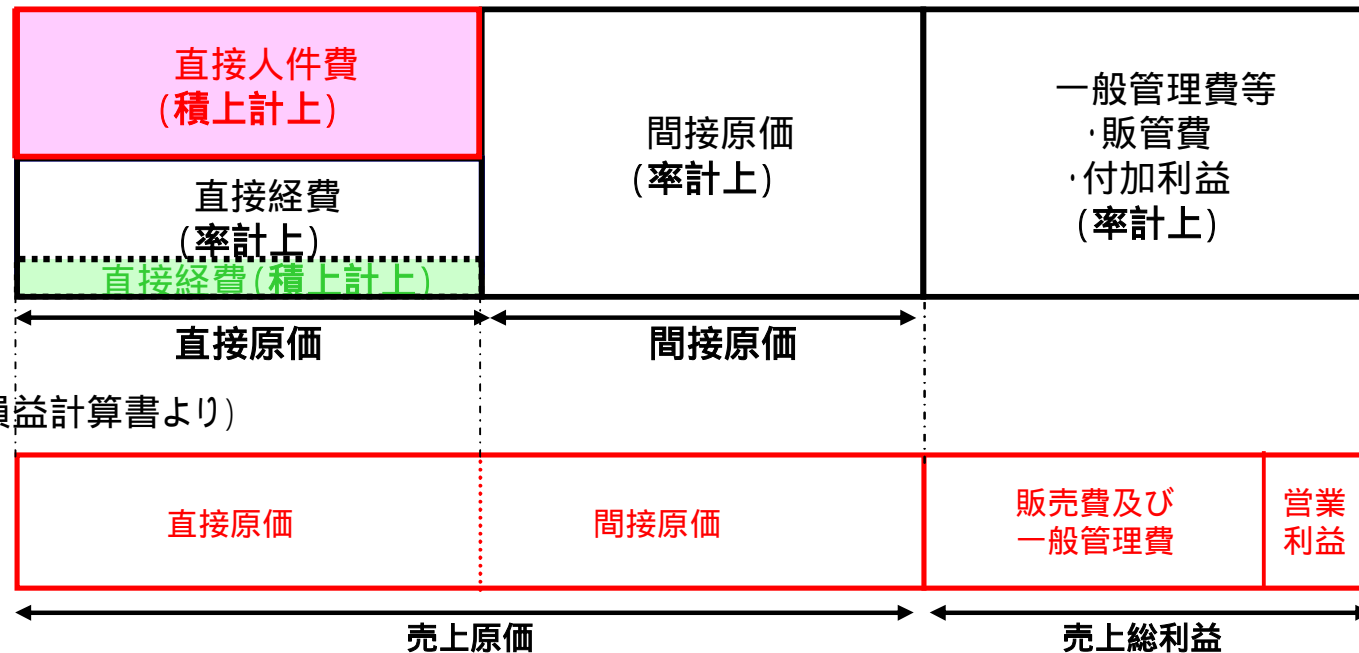 直接人件費
(積上計上)
直接経費
(率計上)
直接経費(積上計上)
間接原価
(率計上)
一般管理費等
・販管費
・付加利益
(率計上)
直接原価
間接原価
損益計算書より)
直接原価
間接原価
販売費及び
一般管理費
営業
利益
売上原価
売上総利益